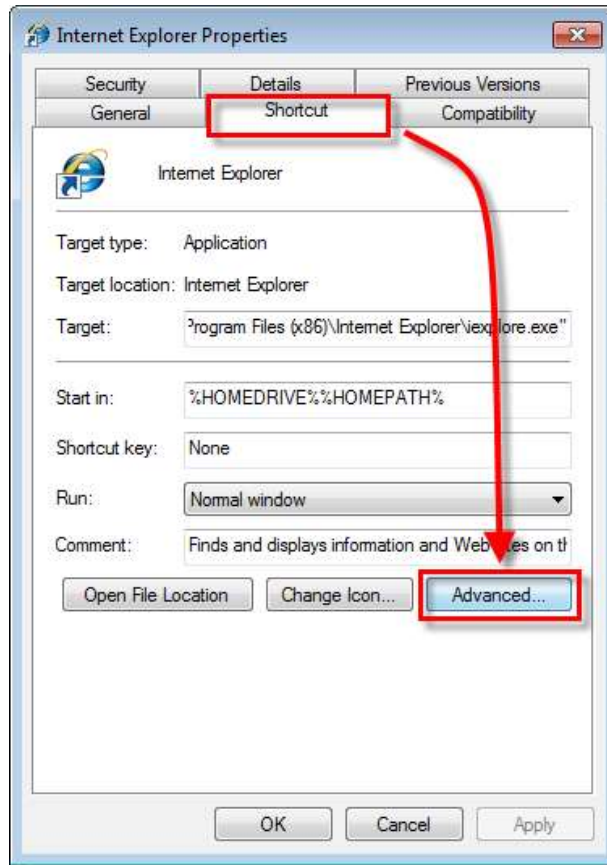 Internet Explorer Properties
Security Details Previous Versions
General Shortcut Compatibility
Internet Explorer
Target type: Application
Target location: Internet Explorer
Target: Program Files (x86)\Internet Explorer\iexplore.exe"
Start in: %HOMEDRIVE%%HOMEPATH%
Shortcut key: None
Run: Normal window
Comment: Finds and displays information and Web sites on th
Open File Location Change Icon... Advanced...
OK Cancel Apply